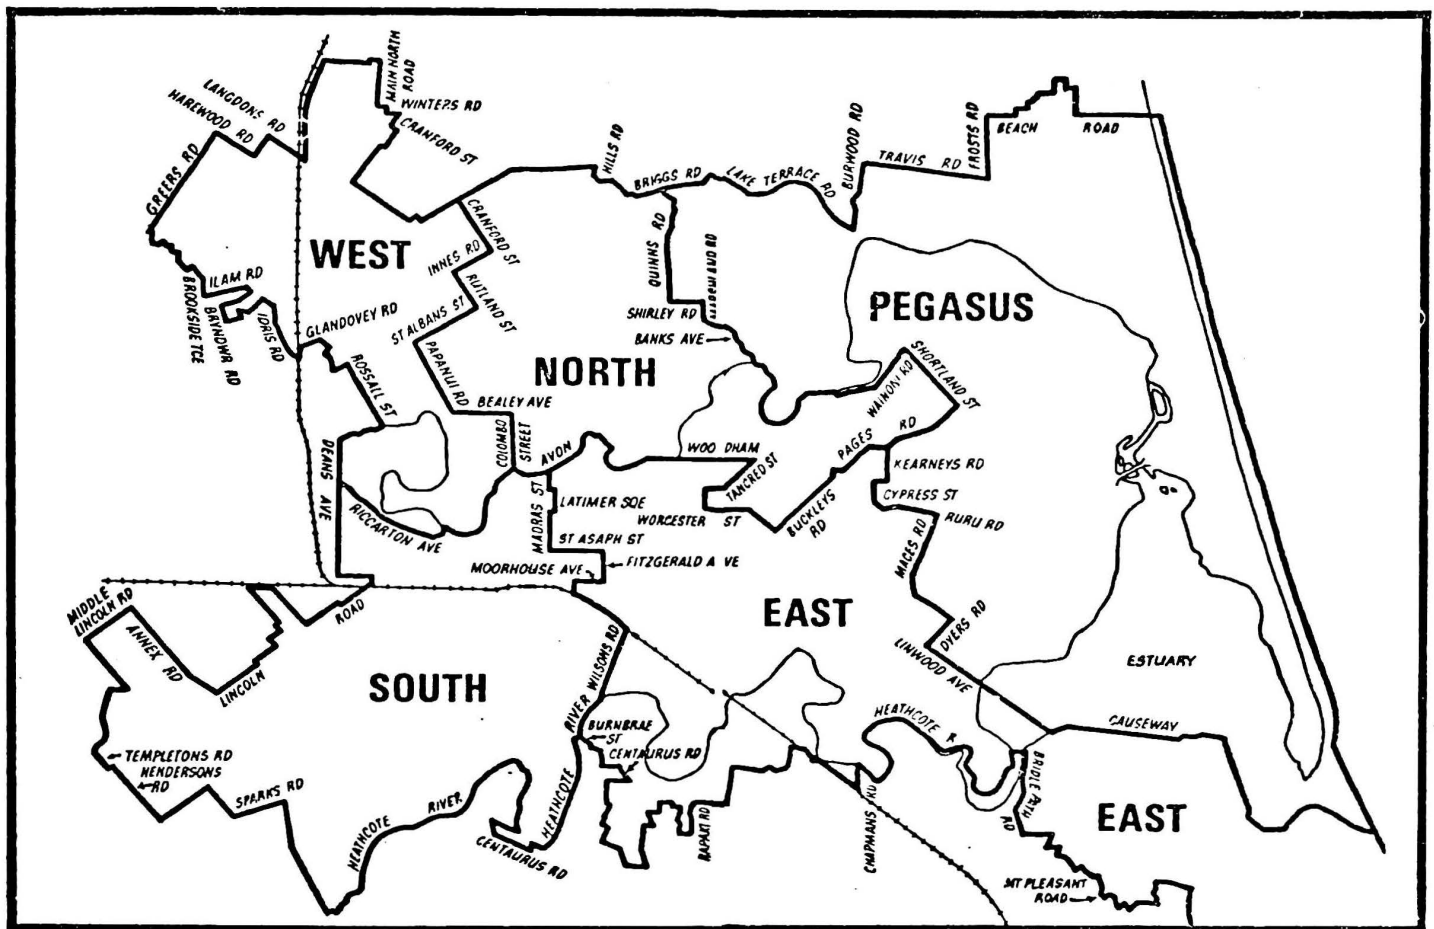 MAIN NORTH
ROAD
WINTERS RD
CRANFORD ST
LANGDONS RD
HAREWOOD RD
GREERS RD
HILLS RD
BRIGGS RD
LAKE TERRACE RD
BURWOOD RD
TRAVIS RD
FROSTS RD
BEACH ROAD
WEST
CRANFORD ST
INNES RD
RUTLAND ST
QUINNS RD
ILAM RD
BROOKSIDE TCE
BRYNDWR RD
IDRIS RD
GLANDOVEY RD
ST ALBANS ST
SHIRLEY RD
BANKS AVE
PEGASUS
ROSSALL ST
PAPANUI RD
NORTH
SHORTLAND ST
WAINONI RD
BEALEY AVE
COLOMBO
STREET
AVON
WOODHAM
PAGES RD
KEARNEYS RD
DEANS AVE
RICCARTON AVE
MADRAS ST
LATIMER SQE
TANCRED ST
WORCESTER ST
BUCKLEYS
RD
CYPRESS ST
RURU RD
ST ASAPH ST
MOORHOUSE AVE
FITZGERALD AVE
MACES RD
MIDDLE
LINCOLN RD
ANNEX RD
LINCOLN
ROAD
EAST
DYERS RD
LINWOOD AVE
ESTUARY
SOUTH
WILSONS RD
RIVER
BURNBRAE
ST
CENTAURUS RD
HEATHCOTE R
CAUSEWAY
TEMPLETONS RD
HENDERSONS
RD
SPARKS RD
HEATHCOTE
RIVER
CENTAURUS RD
HEATHCOTE
RAPAKI RD
CHAPMANS RD
BRIDLE PATH
RD
EAST
MT PLEASANT
ROAD